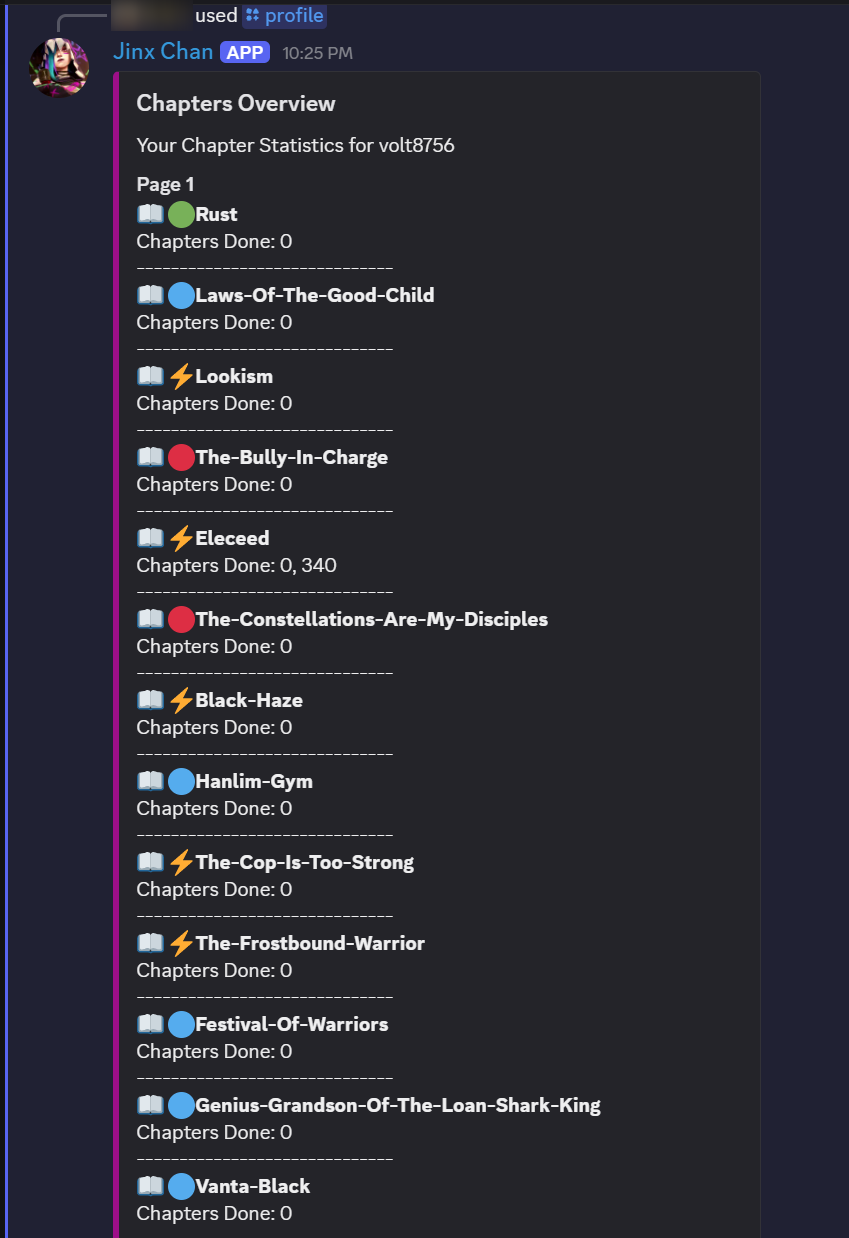 used profile
Jinx Chan APP 10:25 PM
Chapters Overview
Your Chapter Statistics for volt8756
Page 1
📖 🟢Rust
Chapters Done: 0
------------------------------
📖 🔵Laws-Of-The-Good-Child
Chapters Done: 0
------------------------------
📖 ⚡Lookism
Chapters Done: 0
------------------------------
📖 🔴The-Bully-In-Charge
Chapters Done: 0
------------------------------
📖 ⚡Eleceed
Chapters Done: 0, 340
------------------------------
📖 🔴The-Constellations-Are-My-Disciples
Chapters Done: 0
------------------------------
📖 ⚡Black-Haze
Chapters Done: 0
------------------------------
📖 🔵Hanlim-Gym
Chapters Done: 0
------------------------------
📖 ⚡The-Cop-Is-Too-Strong
Chapters Done: 0
------------------------------
📖 ⚡The-Frostbound-Warrior
Chapters Done: 0
------------------------------
📖 🔵Festival-Of-Warriors
Chapters Done: 0
------------------------------
📖 🔵Genius-Grandson-Of-The-Loan-Shark-King
Chapters Done: 0
------------------------------
📖 🔵Vanta-Black
Chapters Done: 0